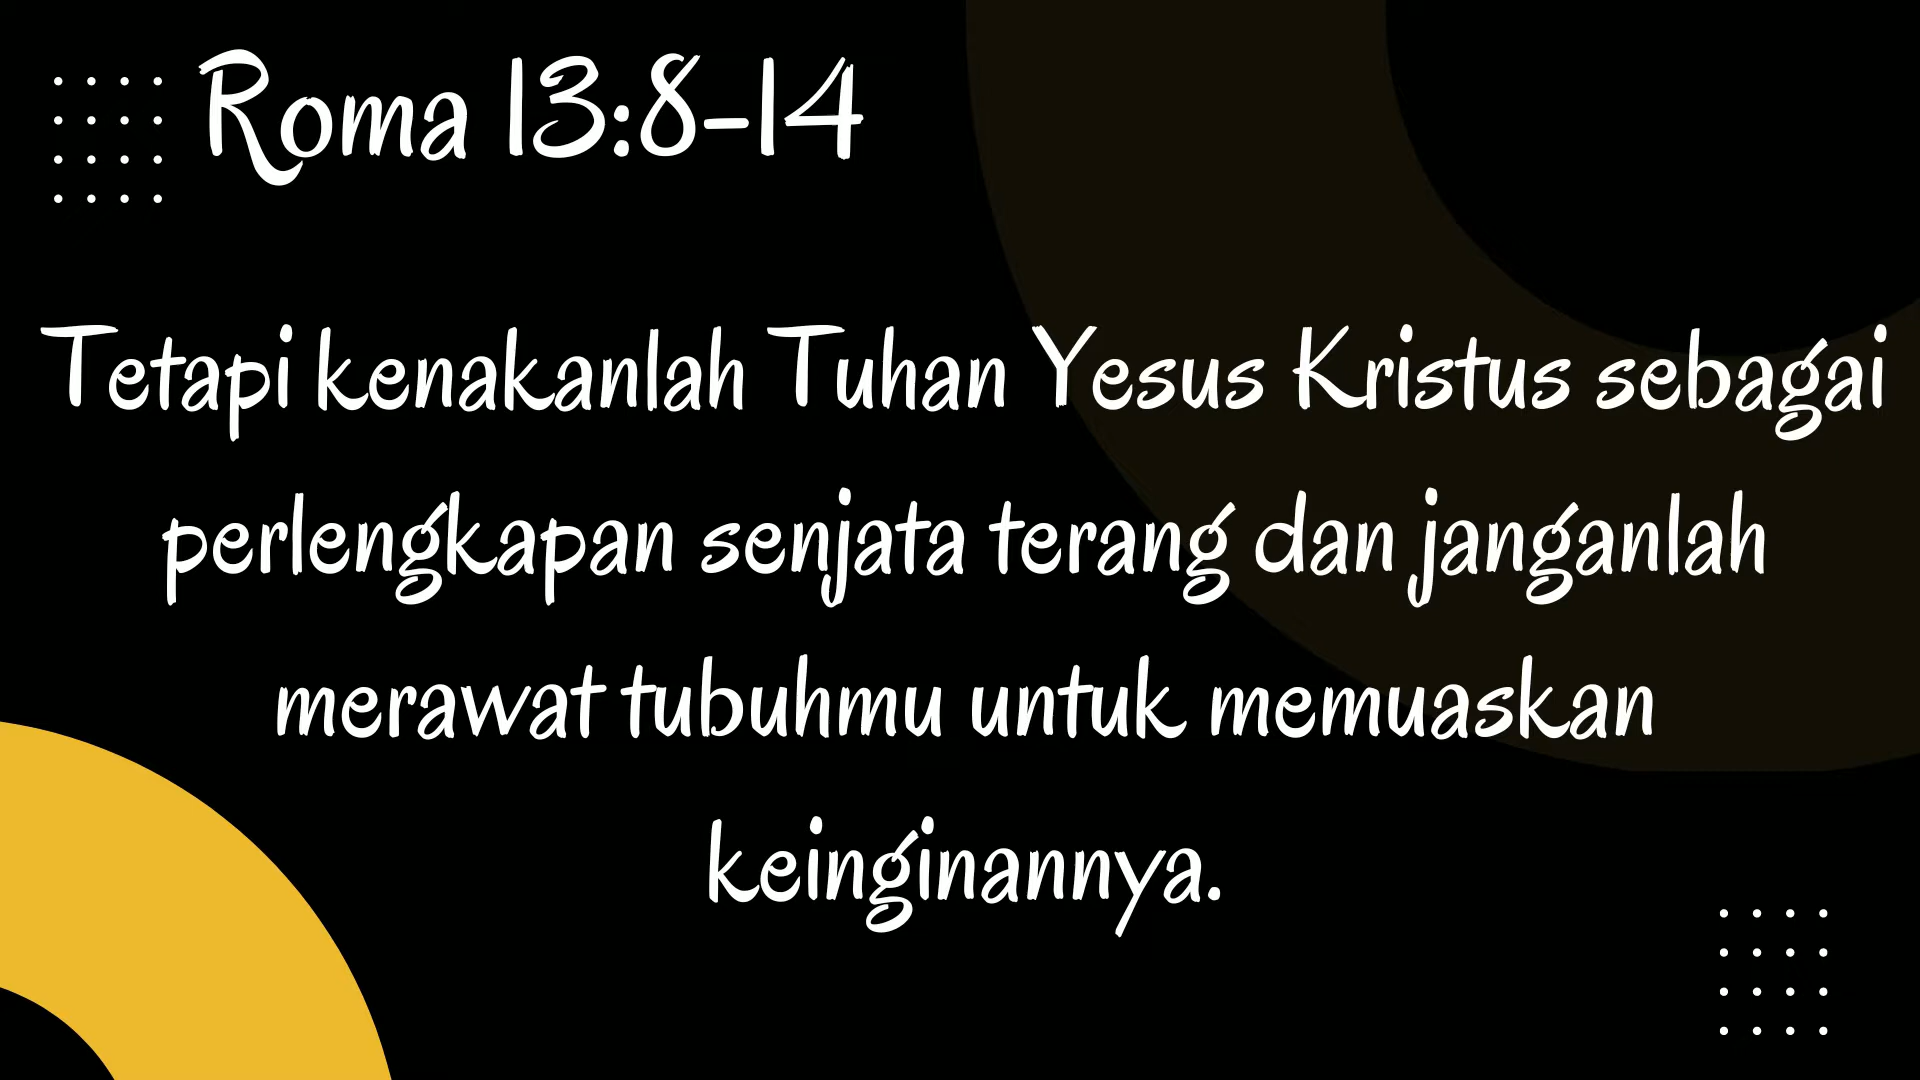 Roma 13:8-14
Tetapi kenakanlah Tuhan Yesus Kristus sebagai
perlengkapan senjata terang dan janganlah
merawat tubuhmu untuk memuaskan
keinginannya.